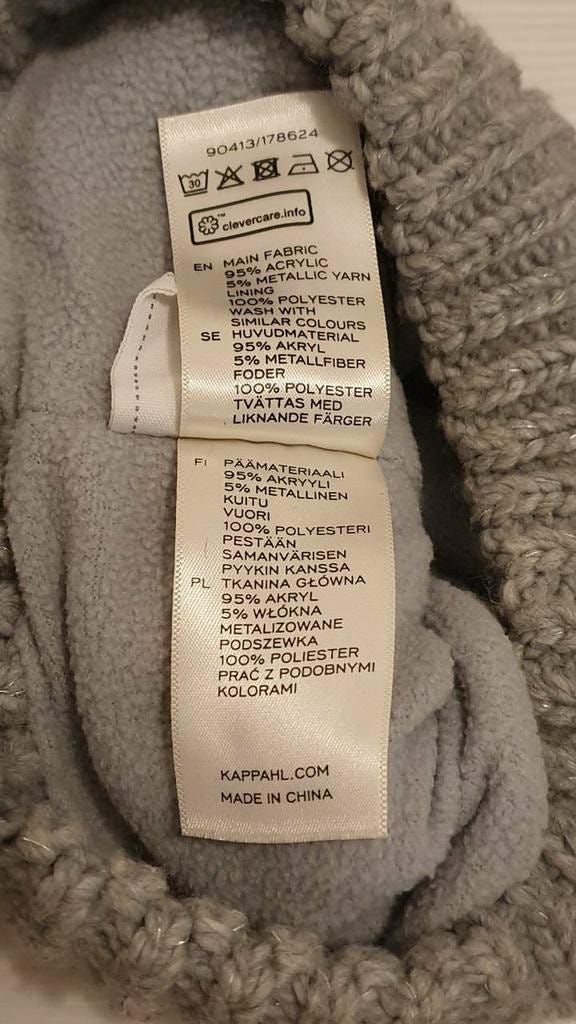 90413/178624
30
™ clevercare.info
EN MAIN FABRIC
95% ACRYLIC
5% METALLIC YARN
LINING
100% POLYESTER
WASH WITH
SIMILAR COLOURS
SE HUVUDMATERIAL
95% AKRYL
5% METALLFIBER
FODER
100% POLYESTER
TVÄTTAS MED
LIKNANDE FÄRGER
FI PÄÄMATERIAALI
95% AKRYYLI
5% METALLINEN
KUITU
VUORI
100% POLYESTERI
PESTÄÄN
SAMANVÄRISEN
PYYKIN KANSSA
PL TKANINA GŁÓWNA
95% AKRYL
5% WŁÓKNA
METALIZOWANE
PODSZEWKA
100% POLIESTER
PRAĆ Z PODOBNYMI
KOLORAMI
KAPPAHL.COM
MADE IN CHINA